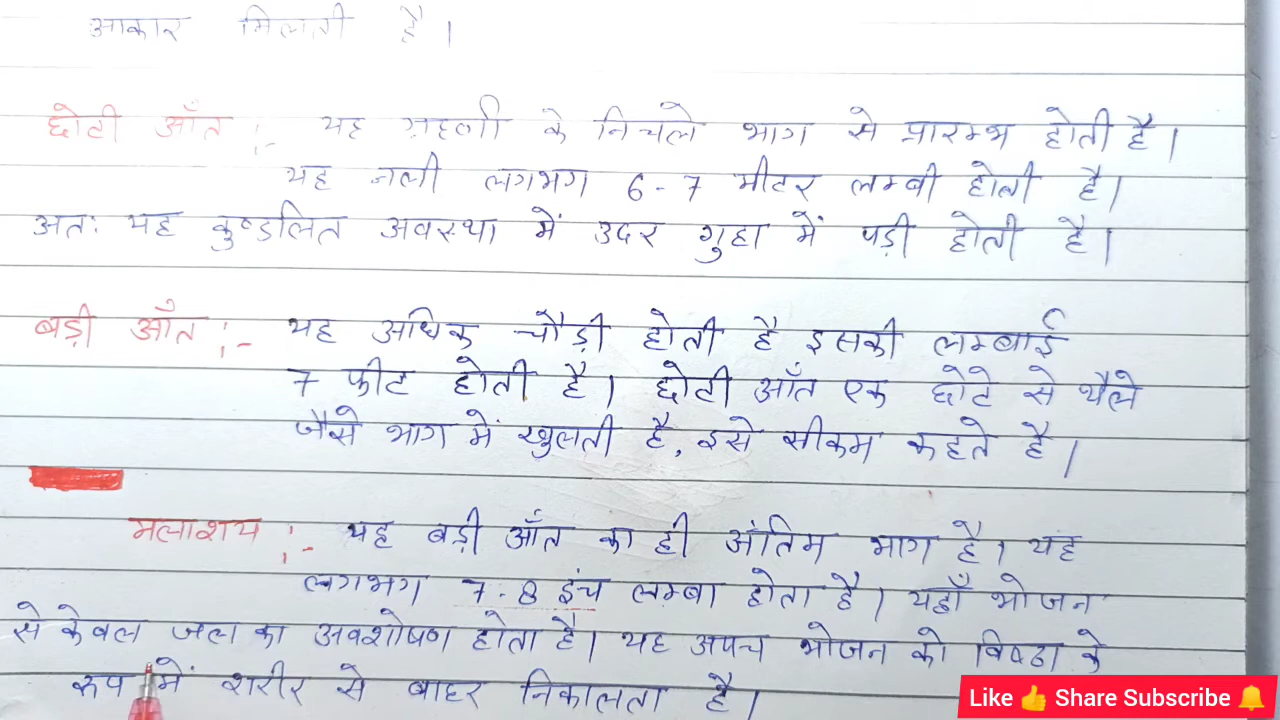 आकार मिलती है।
छोटी आँत :- यह ग्रहणी के निचले भाग से प्रारम्भ होती है।
यह नली लगभग 6-7 मीटर लम्बी होती है।
अतः यह कुण्डलित अवस्था में उदर गुहा में पड़ी होती है।
बड़ी आँत :- यह अधिक चौड़ी होती है इसकी लम्बाई
7 फीट होती है। छोटी आँत एक छोटे से थैले
जैसे भाग में खुलती है, इसे सीकम कहते है।
मलाशय :- यह बड़ी आँत का ही अंतिम भाग है। यह
लगभग 7-8 इंच लम्बा होता है। यहाँ भोजन
से केवल जल का अवशोषण होता है। यह अपच भोजन को विष्ठा के
रूप में शरीर से बाहर निकालता है।
Like 👍 Share Subscribe 🔔